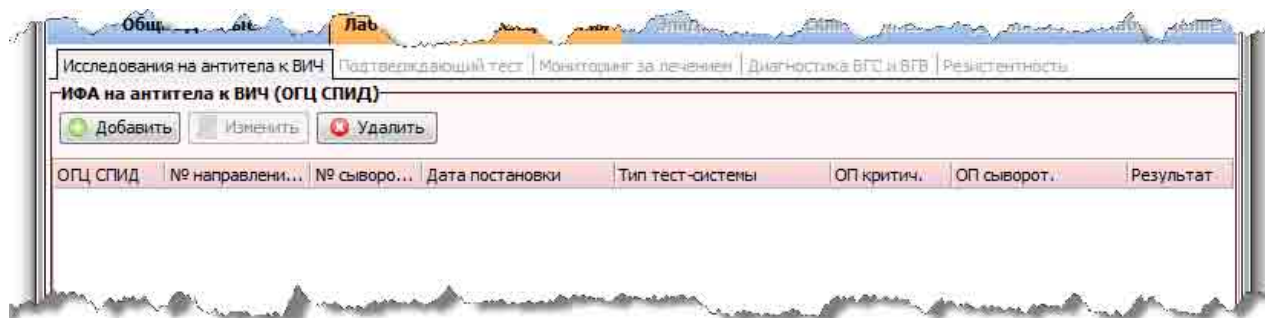 Исследования на антитела к ВИЧ Подтверждающий тест Мониторинг за лечением Диагностика ВГС и ВГВ Резистентность
ИФА на антитела к ВИЧ (ОГЦ СПИД)
Добавить Изменить Удалить
ОГЦ СПИД № направлени... № сыворо... Дата постановки Тип тест-системы ОП критич. ОП сыворот. Результат